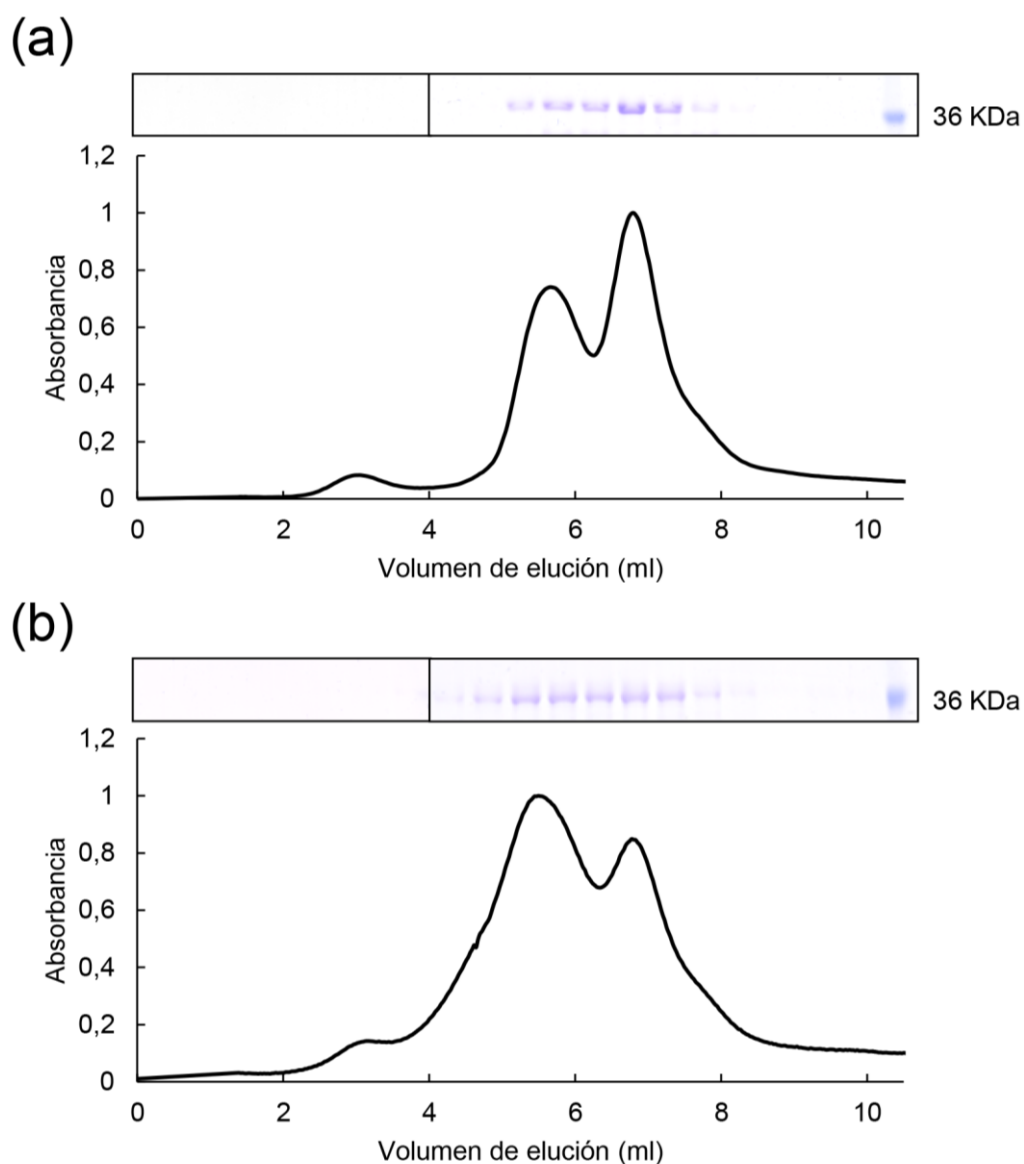 (a)
36 KDa
1,2
1
0,8
0,6
0,4
0,2
0
Absorbancia
0 2 4 6 8 10
Volumen de elución (ml)
(b)
36 KDa
1,2
1
0,8
0,6
0,4
0,2
0
Absorbancia
0 2 4 6 8 10
Volumen de elución (ml)